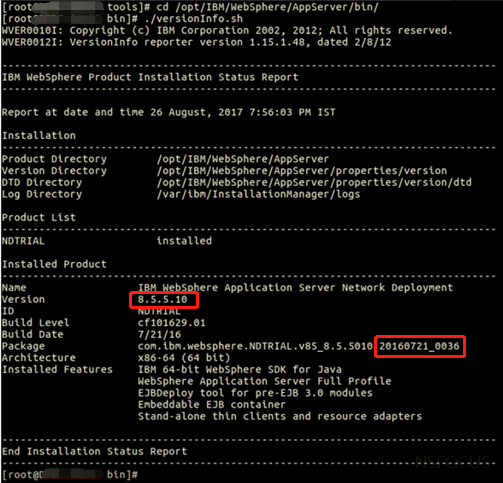 [root@ tools]# cd /opt/IBM/WebSphere/AppServer/bin/
[root@ bin]# ./versionInfo.sh
WVER0010I: Copyright (c) IBM Corporation 2002, 2012; All rights reserved.
WVER0012I: VersionInfo reporter version 1.15.1.48, dated 2/8/12
--------------------------------------------------------------------------------
IBM WebSphere Product Installation Status Report
--------------------------------------------------------------------------------
Report at date and time 26 August, 2017 7:56:03 PM IST
Installation
--------------------------------------------------------------------------------
Product Directory /opt/IBM/WebSphere/AppServer
Version Directory /opt/IBM/WebSphere/AppServer/properties/version
DTD Directory /opt/IBM/WebSphere/AppServer/properties/version/dtd
Log Directory /var/ibm/InstallationManager/logs
Product List
--------------------------------------------------------------------------------
NDTRIAL installed
Installed Product
--------------------------------------------------------------------------------
Name IBM WebSphere Application Server Network Deployment
Version 8.5.5.10
ID NDTRIAL
Build Level cf101629.01
Build Date 7/21/16
Package com.ibm.websphere.NDTRIAL.v85_8.5.5010.20160721_0036
Architecture x86-64 (64 bit)
Installed Features IBM 64-bit WebSphere SDK for Java
WebSphere Application Server Full Profile
EJBDeploy tool for pre-EJB 3.0 modules
Embeddable EJB container
Stand-alone thin clients and resource adapters
--------------------------------------------------------------------------------
End Installation Status Report
--------------------------------------------------------------------------------
[root@ bin]#
NSFOCUS